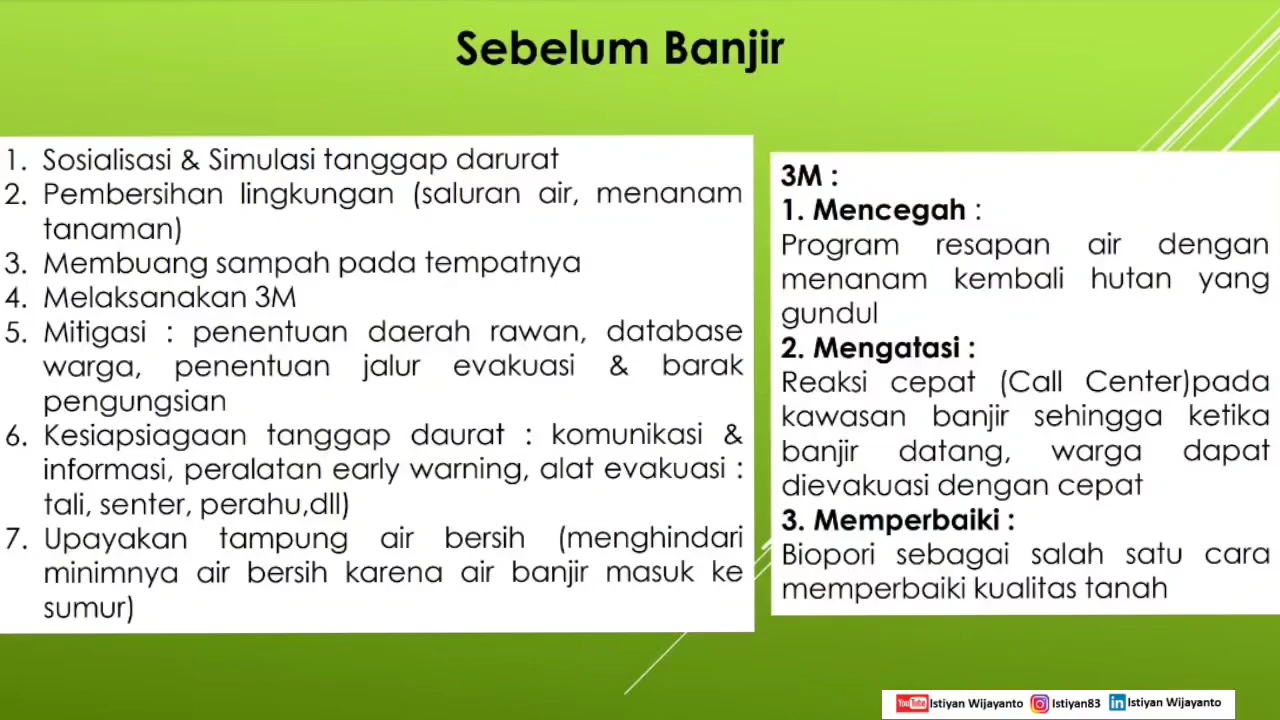 Sebelum Banjir
1. Sosialisasi & Simulasi tanggap darurat
2. Pembersihan lingkungan (saluran air, menanam
tanaman)
3. Membuang sampah pada tempatnya
4. Melaksanakan 3M
5. Mitigasi : penentuan daerah rawan, database
warga, penentuan jalur evakuasi & barak
pengungsian
6. Kesiapsiagaan tanggap daurat : komunikasi &
informasi, peralatan early warning, alat evakuasi :
tali, senter, perahu,dll)
7. Upayakan tampung air bersih (menghindari
minimnya air bersih karena air banjir masuk ke
sumur)
3M :
1. Mencegah :
Program resapan air dengan
menanam kembali hutan yang
gundul
2. Mengatasi :
Reaksi cepat (Call Center)pada
kawasan banjir sehingga ketika
banjir datang, warga dapat
dievakuasi dengan cepat
3. Memperbaiki :
Biopori sebagai salah satu cara
memperbaiki kualitas tanah
YouTube Istiyan Wijayanto Istiyan83 in Istiyan Wijayanto